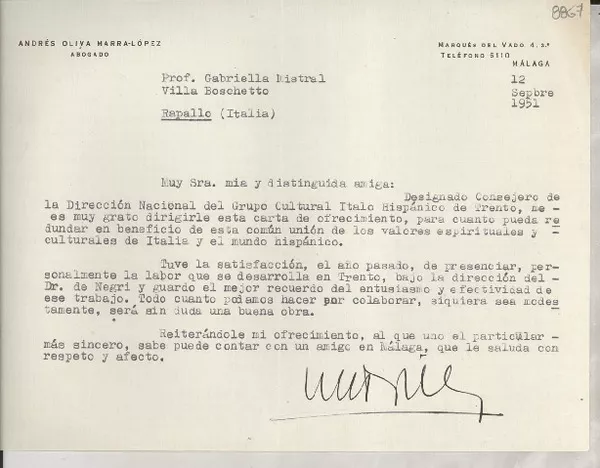 8867
ANDRÉS OLIVA MARRA-LÓPEZ
ABOGADO
MARQUÉS DEL VADO 4, 3º
TELÉFONO 5110
MÁLAGA
Prof. Gabriella Mistral
Villa Boschetto
Rapallo (Italia)
12
Sepbre
1951
Muy Sra. mia y distinguida amiga:
Designado Consejero de
la Dirección Nacional del Grupo Cultural Italo Hispánico de Trento, me-
es muy grato dirigirle esta carta de ofrecimiento, para cuanto pueda re
dundar en beneficio de esta común unión de los valores espirituales y -
culturales de Italia y el mundo hispánico.
Tuve la satisfacción, el año pasado, de presenciar, per-
sonalmente la labor que se desarrolla en Trento, bajo la dirección del-
Dr. de Negri y guardo el mejor recuerdo del entusiasmo y efectividad de
ese trabajo. Todo cuanto podamos hacer por colaborar, siquiera sea modes
tamente, será sin duda una buena obra.
Reiterándole mi ofrecimiento, al que uno el particular -
más sincero, sabe puede contar con un amigo en Málaga, que le saluda con
respeto y afecto.